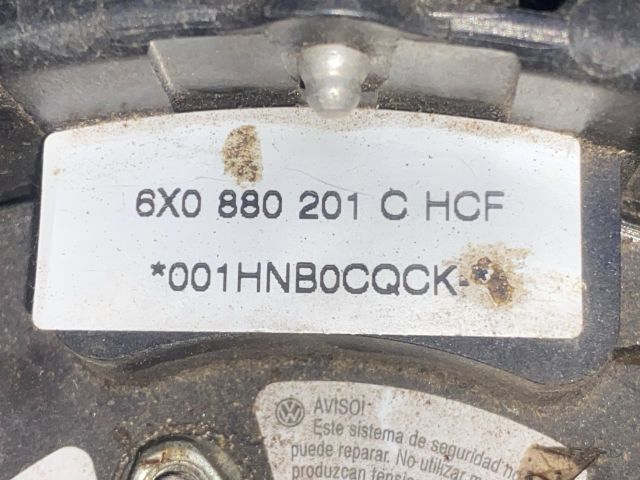 6X0 880 201 C HCF
*001HNB0CQCK-*
AVISO!
Este sistema de seguridad no
puede reparar. No utilizar
produzcan